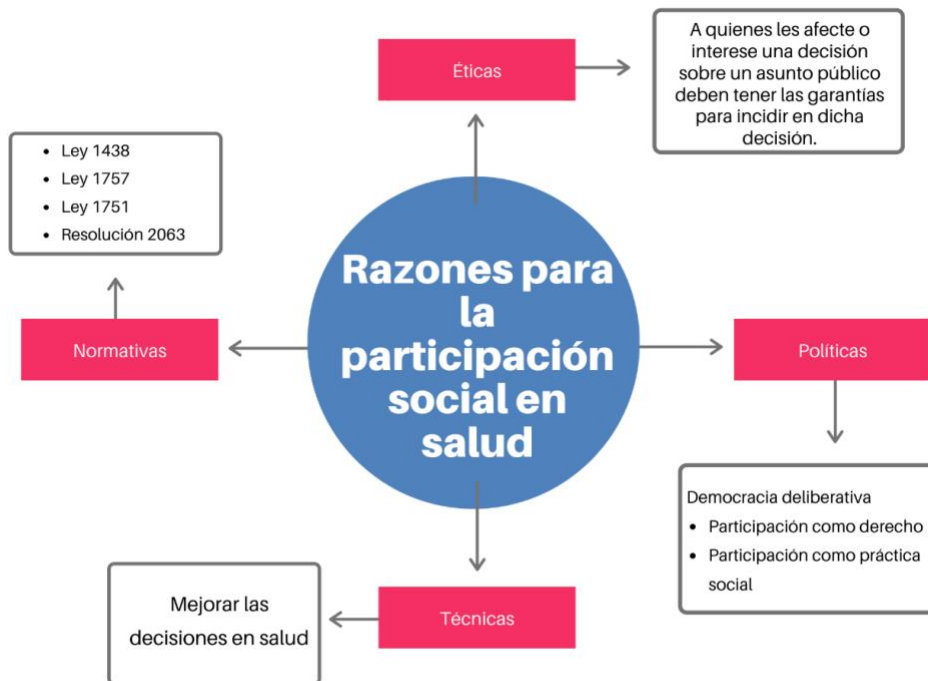 Éticas
A quienes les afecte o
interese una decisión
sobre un asunto público
deben tener las garantías
para incidir en dicha
decisión.
• Ley 1438
• Ley 1757
• Ley 1751
• Resolución 2063
Normativas
Razones para
la
participación
social en
salud
Políticas
Democracia deliberativa
• Participación como derecho
• Participación como práctica
social
Mejorar las
decisiones en salud
Técnicas